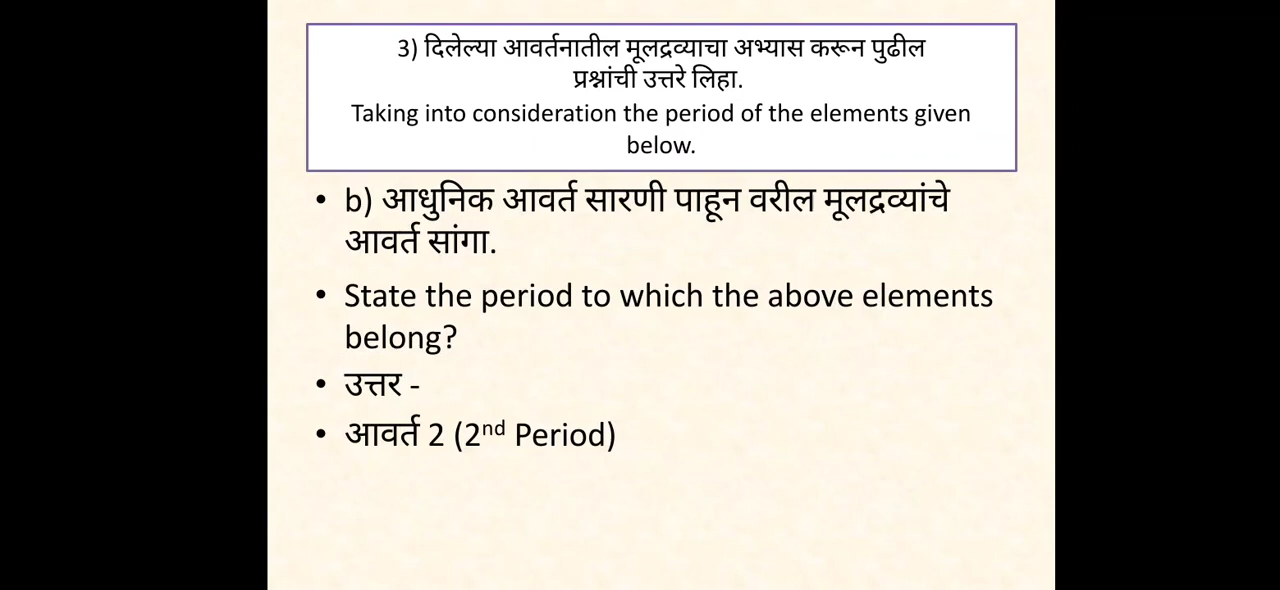 3) दिलेल्या आवर्तनातील मूलद्रव्याचा अभ्यास करून पुढील
प्रश्नांची उत्तरे लिहा.
Taking into consideration the period of the elements given
below.
• b) आधुनिक आवर्त सारणी पाहून वरील मूलद्रव्यांचे
आवर्त सांगा.
• State the period to which the above elements
belong?
• उत्तर -
• आवर्त 2 (2nd Period)